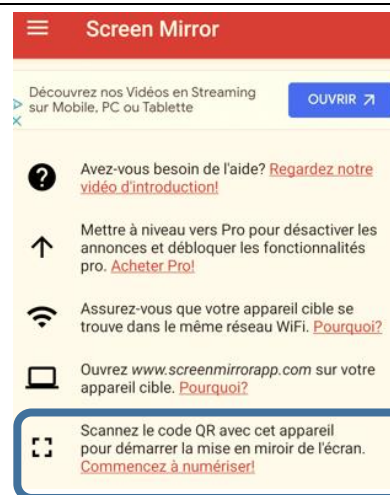 Screen Mirror
Découvrez nos Vidéos en Streaming
sur Mobile, PC ou Tablette
OUVRIR
Avez-vous besoin de l'aide? Regardez notre
vidéo d'introduction!
Mettre à niveau vers Pro pour désactiver les
annonces et débloquer les fonctionnalités
pro. Acheter Pro!
Assurez-vous que votre appareil cible se
trouve dans le même réseau WiFi. Pourquoi?
Ouvrez www.screenmirrorapp.com sur votre
appareil cible. Pourquoi?
Scannez le code QR avec cet appareil
pour démarrer la mise en miroir de l'écran.
Commencez à numériser!